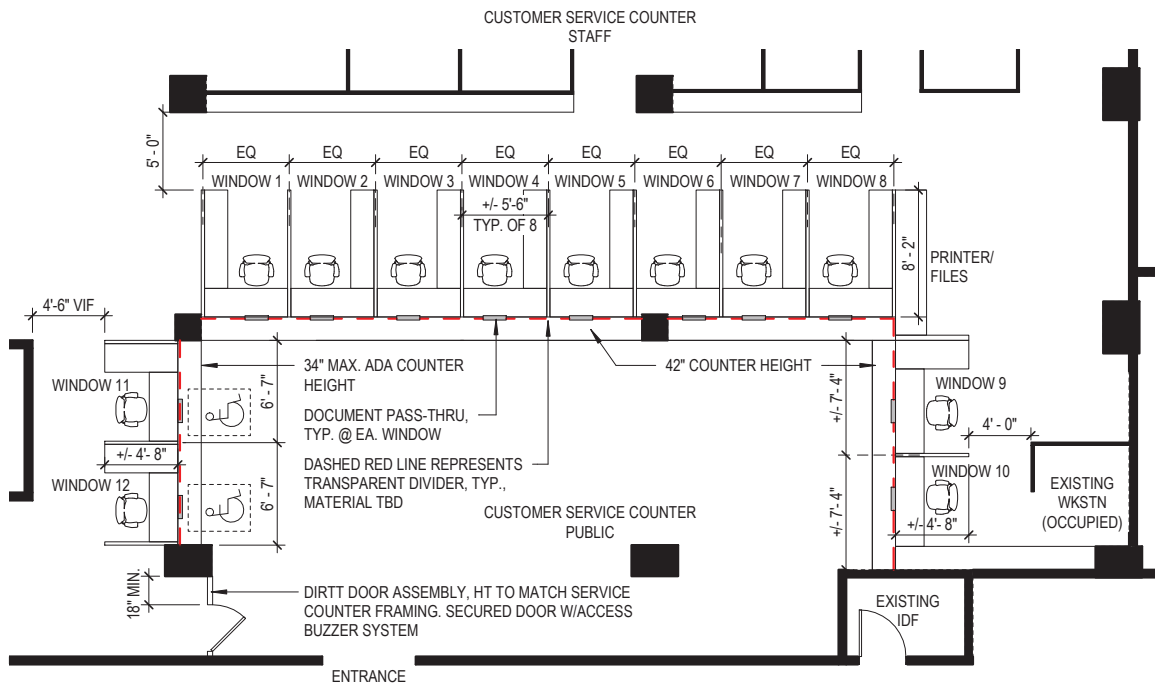 CUSTOMER SERVICE COUNTER
STAFF
5' - 0"
EQ EQ EQ EQ EQ EQ EQ EQ
WINDOW 1 WINDOW 2 WINDOW 3 WINDOW 4 WINDOW 5 WINDOW 6 WINDOW 7 WINDOW 8
+/- 5'-6"
TYP. OF 8
8' - 2"
PRINTER/
FILES
4'-6" VIF
34" MAX. ADA COUNTER
HEIGHT
42" COUNTER HEIGHT
WINDOW 11
6' - 7"
DOCUMENT PASS-THRU,
TYP. @ EA. WINDOW
+/- 7'-4"
WINDOW 9
4' - 0"
+/- 4'- 8"
DASHED RED LINE REPRESENTS
TRANSPARENT DIVIDER, TYP.,
MATERIAL TBD
WINDOW 12
6' - 7"
CUSTOMER SERVICE COUNTER
PUBLIC
+/- 7'-4"
WINDOW 10
+/- 4'- 8"
EXISTING
WKSTN
(OCCUPIED)
18" MIN.
DIRTT DOOR ASSEMBLY, HT TO MATCH SERVICE
COUNTER FRAMING. SECURED DOOR W/ACCESS
BUZZER SYSTEM
EXISTING
IDF
ENTRANCE